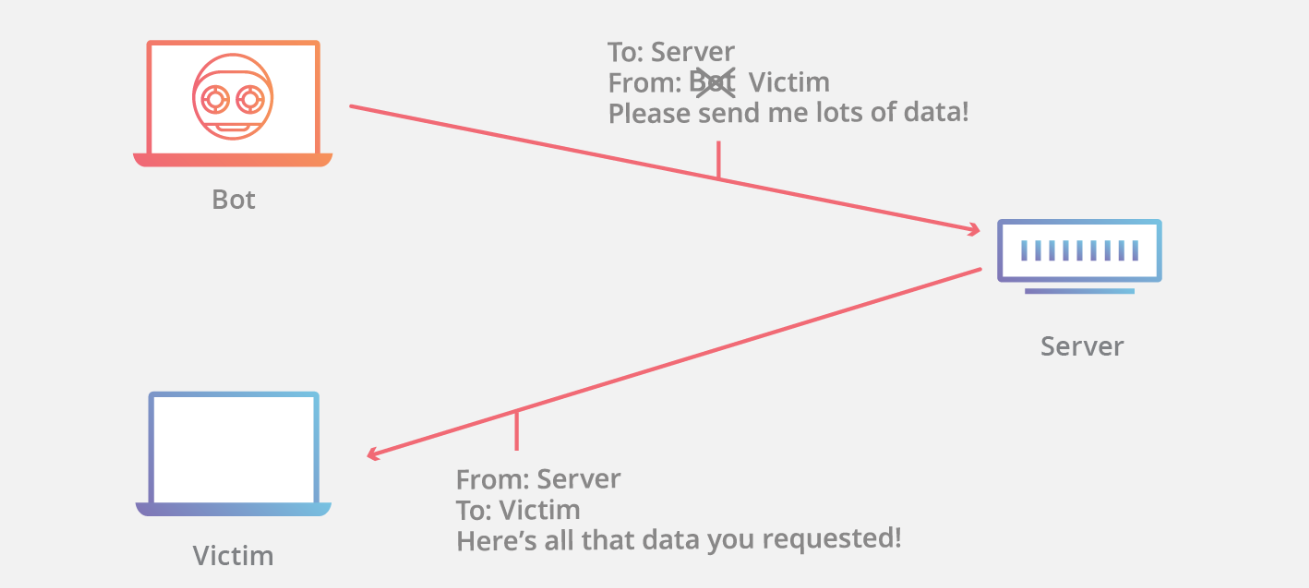 To: Server
From: Bot Victim
Please send me lots of data!
Bot
Server
From: Server
To: Victim
Here's all that data you requested!
Victim